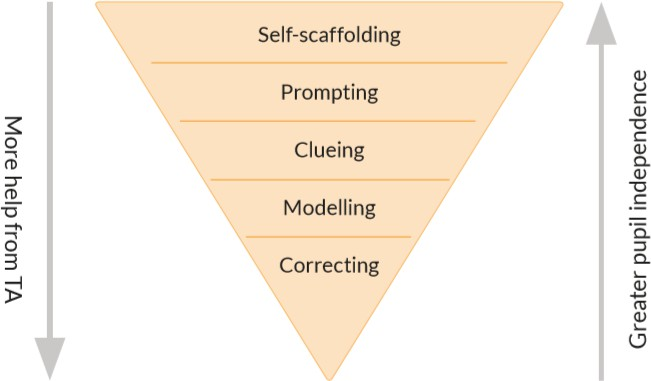 Self-scaffolding
Prompting
Clueing
Modelling
Correcting
More help from TA
Greater pupil independence